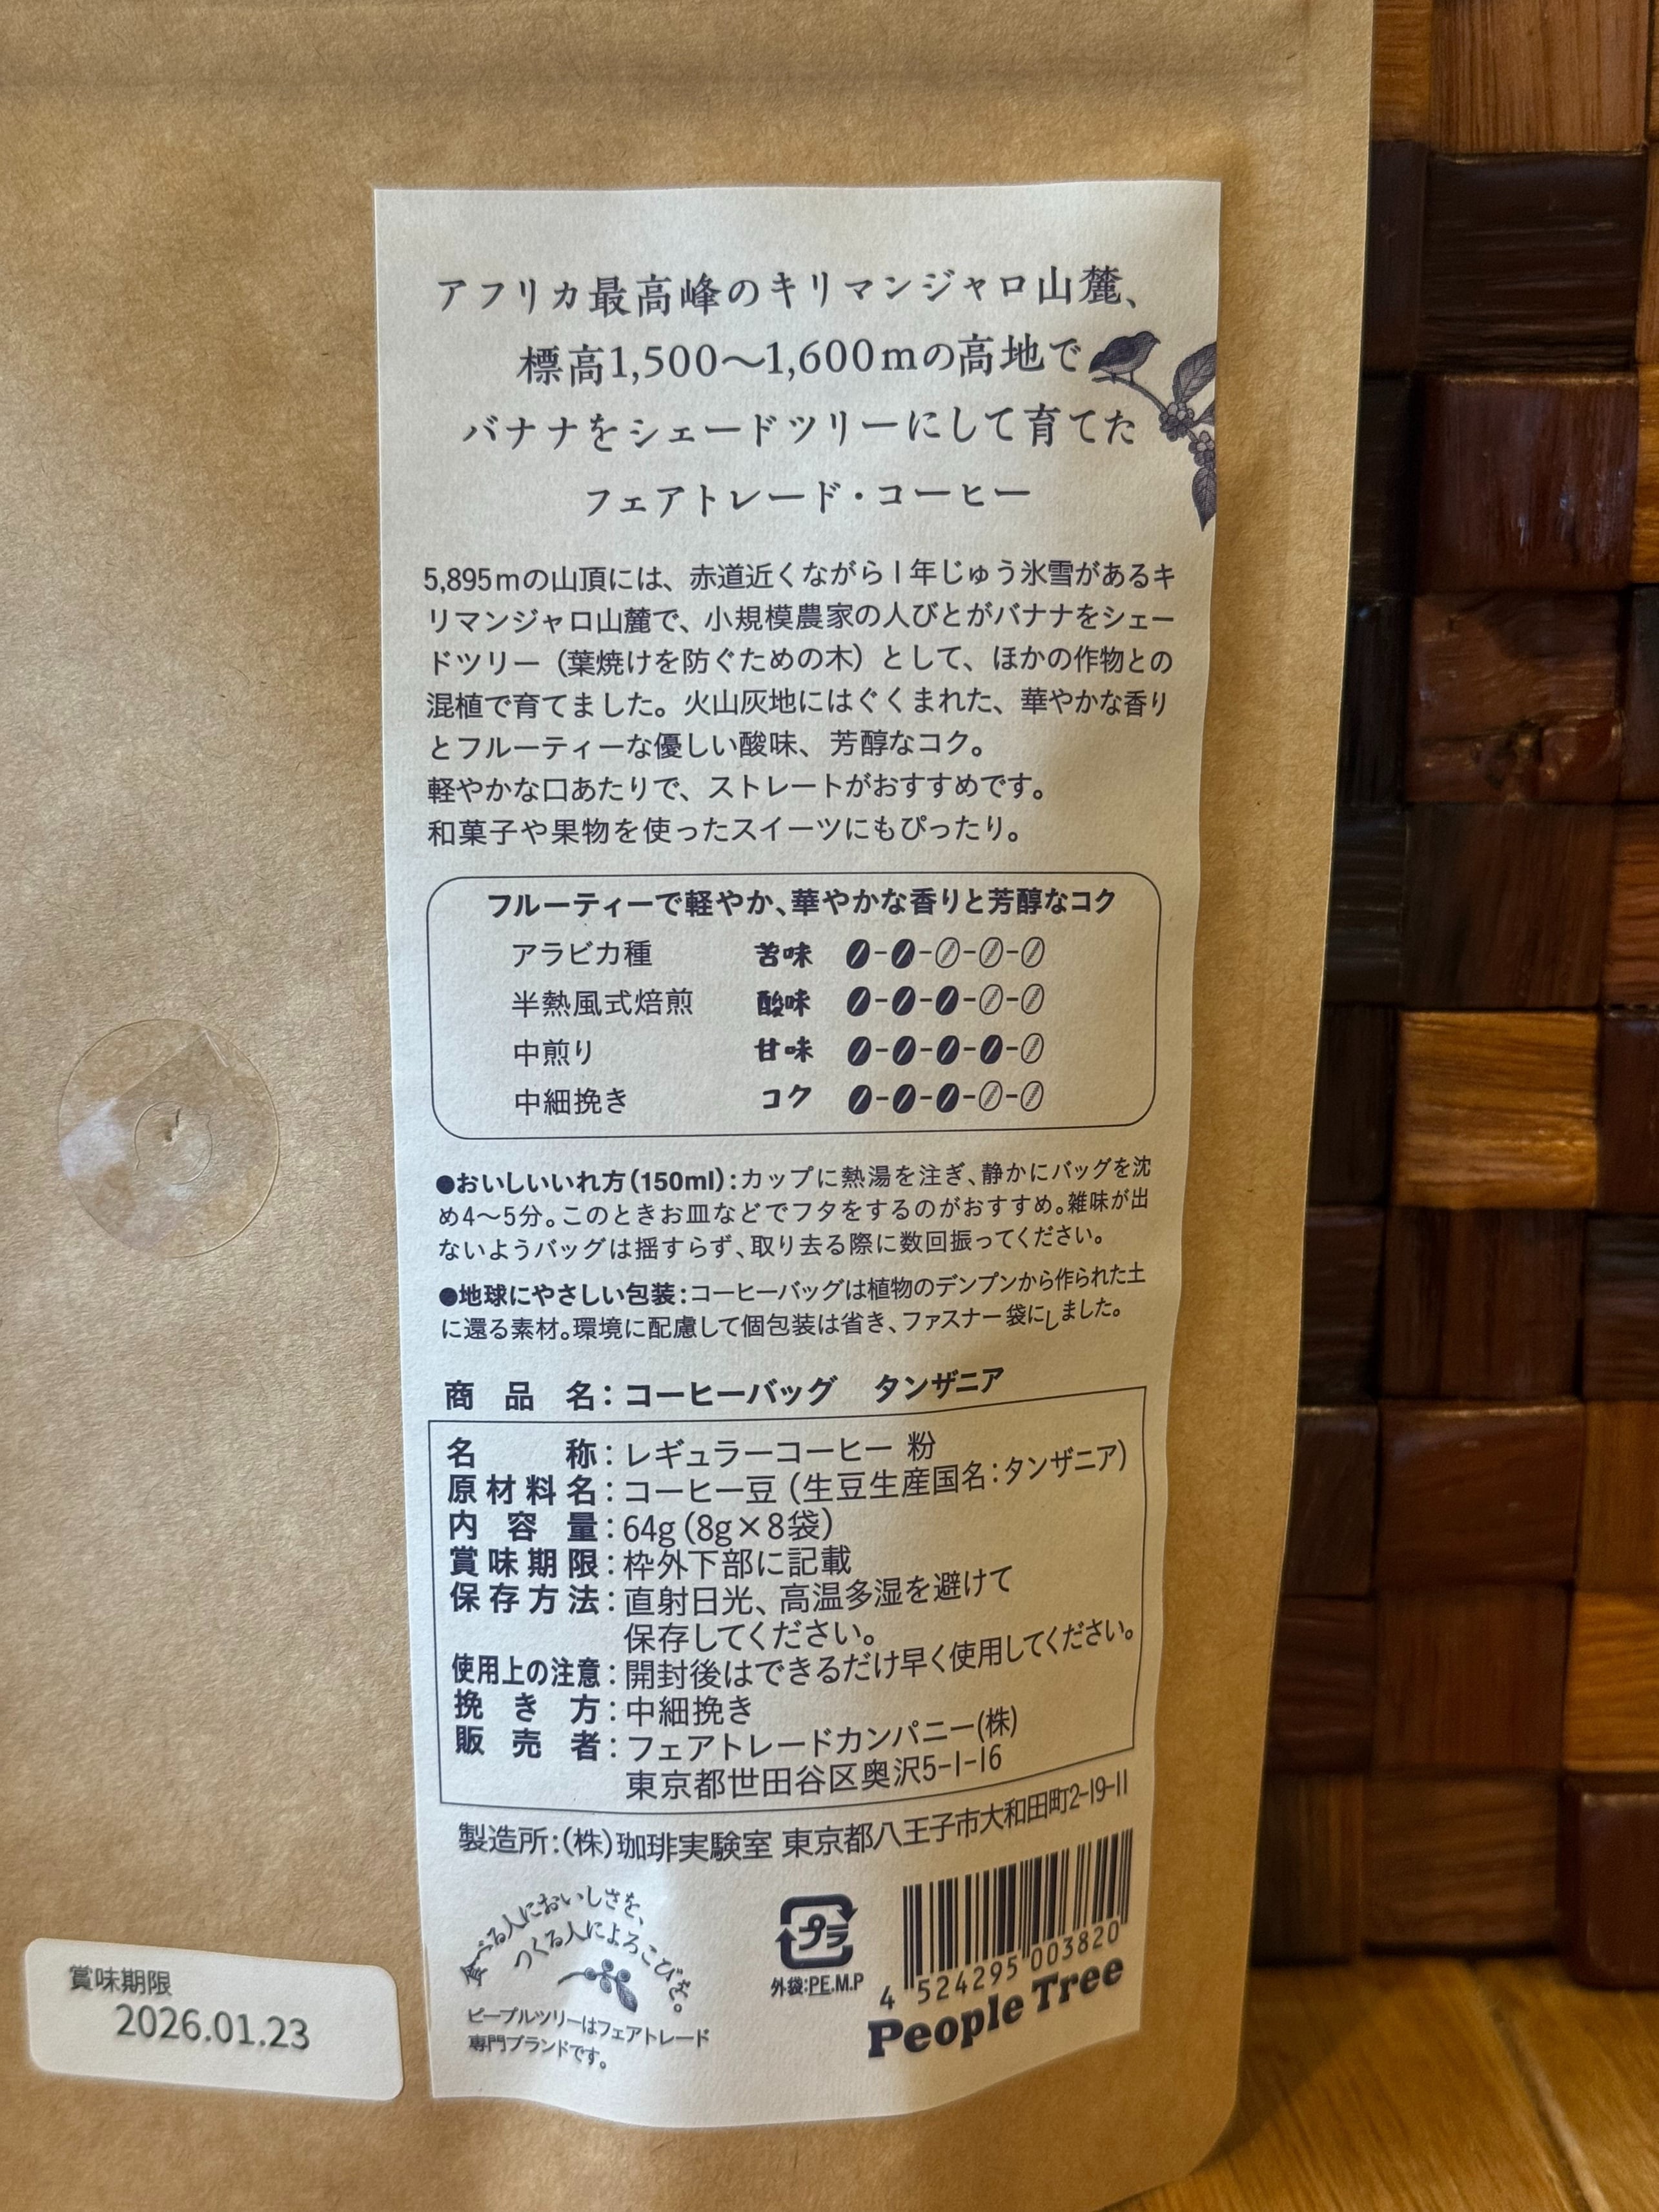 アフリカ最高峰のキリマンジャロ山麓、
標高1,500〜1,600mの高地で
バナナをシェードツリーにして育てた
フェアトレード・コーヒー
5,895mの山頂には、赤道近くながら1年じゅう氷雪があるキ
リマンジャロ山麓で、小規模農家の人びとがバナナをシェー
ドツリー（葉焼けを防ぐための木）として、ほかの作物との
混植で育てました。火山灰地にはぐくまれた、華やかな香り
とフルーティーな優しい酸味、芳醇なコク。
軽やかな口あたりで、ストレートがおすすめです。
和菓子や果物を使ったスイーツにもぴったり。
フルーティーで軽やか、華やかな香りと芳醇なコク
アラビカ種 苦味
半熱風式焙煎 酸味
中煎り 甘味
中細挽き コク
●おいしいいれ方(150ml):カップに熱湯を注ぎ、静かにバッグを沈
め4〜5分。このときお皿などでフタをするのがおすすめ。雑味が出
ないようバッグは揺すらず、取り去る際に数回振ってください。
●地球にやさしい包装:コーヒーバッグは植物のデンプンから作られた土
に還る素材。環境に配慮して個包装は省き、ファスナー袋にしました。
商品名:コーヒーバッグ タンザニア
名称:レギュラーコーヒー 粉
原材料名:コーヒー豆 (生豆生産国名:タンザニア)
内容量:64g(8g×8袋)
賞味期限:枠外下部に記載
保存方法:直射日光、高温多湿を避けて
保存してください。
使用上の注意:開封後はできるだけ早く使用してください。
挽き方:中細挽き
販売者:フェアトレードカンパニー(株)
東京都世田谷区奥沢5-1-16
製造所:(株)珈琲実験室 東京都八王子市大和田町2-19-11
食べる人においしさを、
つくる人によろこびを。
ピープルツリーはフェアトレード
専門ブランドです。
プラ
外袋:PE,M,P
4 524295 003820
People Tree
賞味期限
2026.01.23